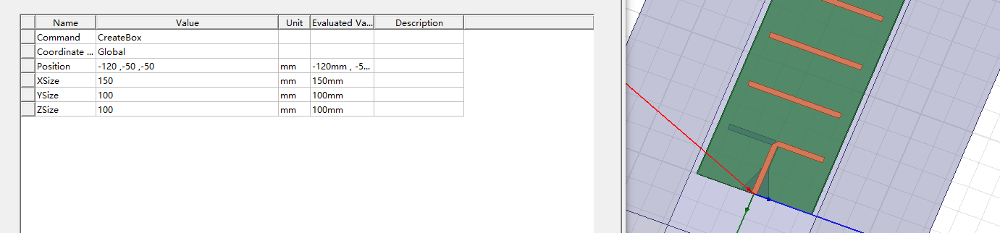 Name Value Unit Evaluated Va... Description
Command CreateBox
Coordinate ... Global
Position -120 ,-50 ,-50 mm -120mm , -5...
XSize 150 mm 150mm
YSize 100 mm 100mm
ZSize 100 mm 100mm